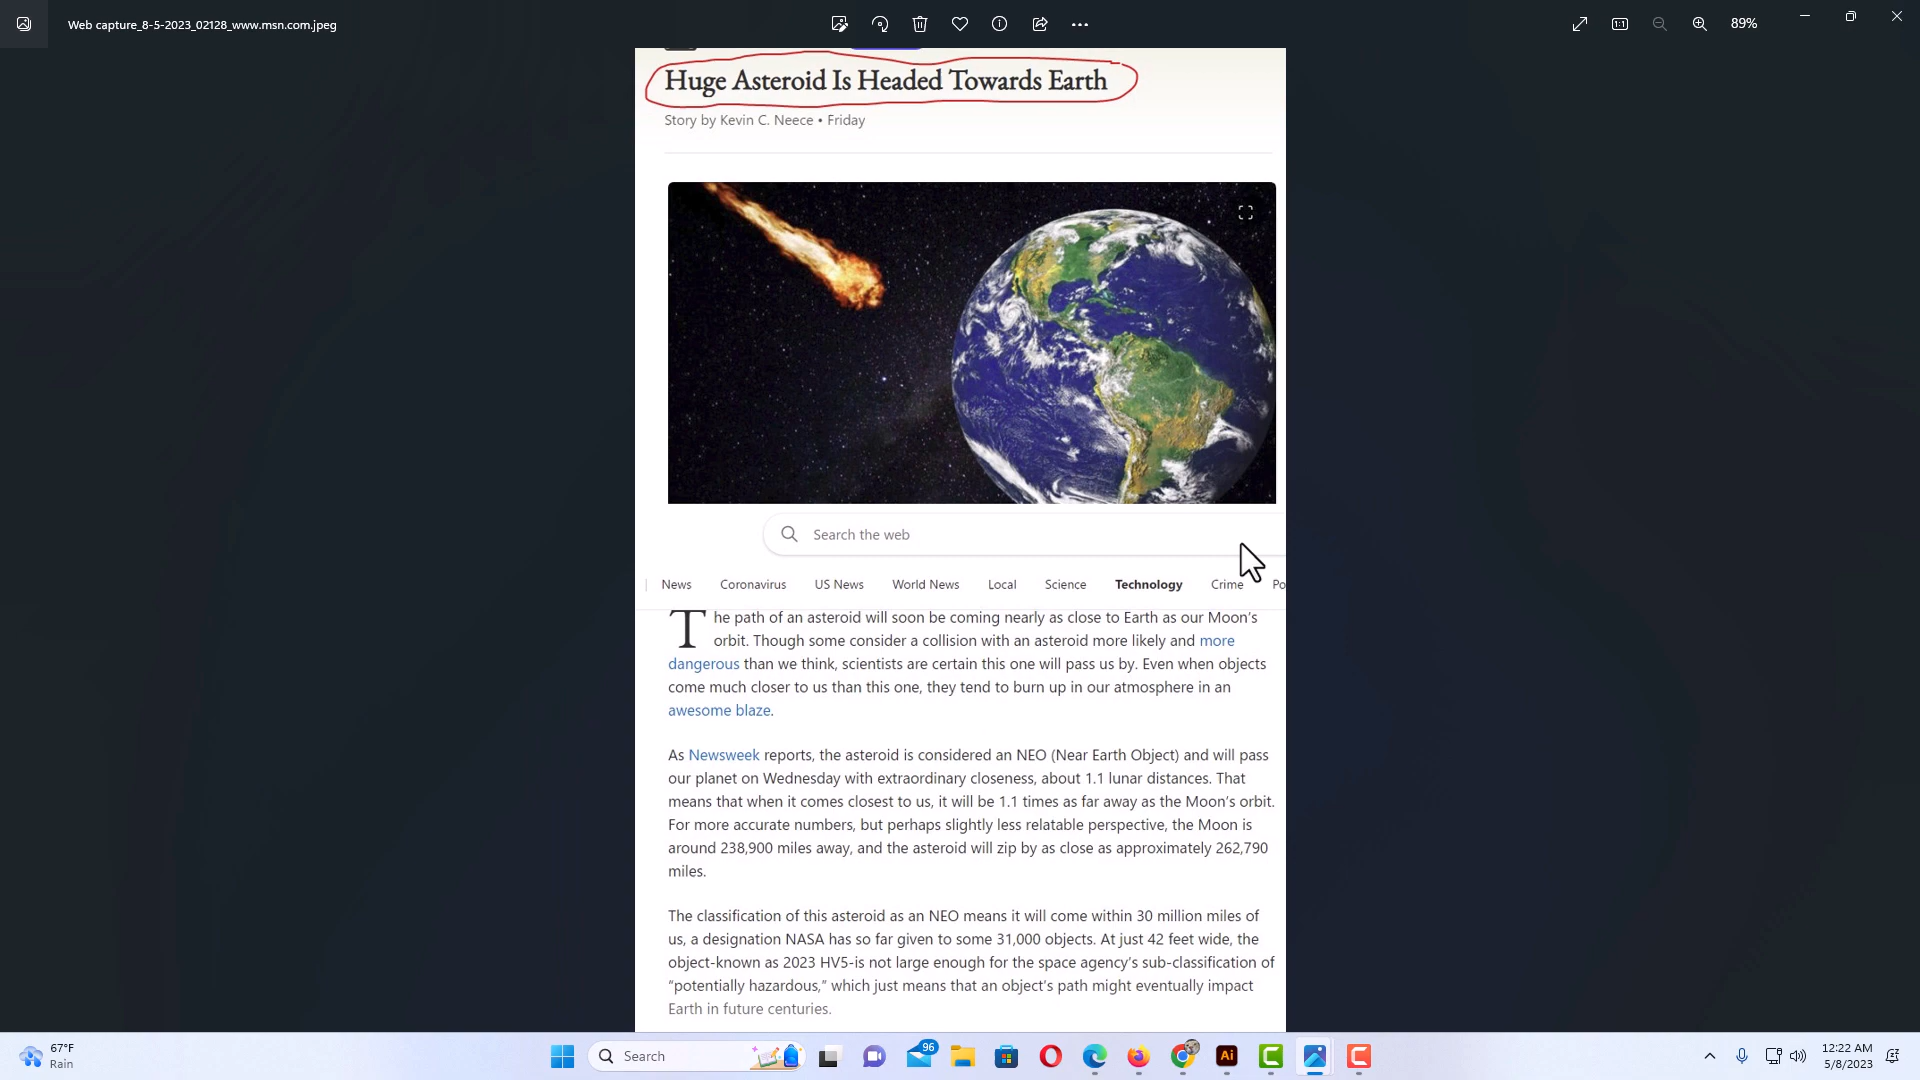 Web capture_8-5-2023_02128_www.msn.com.jpeg
89%
Huge Asteroid Is Headed Towards Earth
Story by Kevin C. Neece • Friday
Search the web
News Coronavirus US News World News Local Science Technology Crime Po
The path of an asteroid will soon be coming nearly as close to Earth as our Moon's
orbit. Though some consider a collision with an asteroid more likely and more
dangerous than we think, scientists are certain this one will pass us by. Even when objects
come much closer to us than this one, they tend to burn up in our atmosphere in an
awesome blaze.
As Newsweek reports, the asteroid is considered an NEO (Near Earth Object) and will pass
our planet on Wednesday with extraordinary closeness, about 1.1 lunar distances. That
means that when it comes closest to us, it will be 1.1 times as far away as the Moon's orbit.
For more accurate numbers, but perhaps slightly less relatable perspective, the Moon is
around 238,900 miles away, and the asteroid will zip by as close as approximately 262,790
miles.
The classification of this asteroid as an NEO means it will come within 30 million miles of
us, a designation NASA has so far given to some 31,000 objects. At just 42 feet wide, the
object-known as 2023 HV5-is not large enough for the space agency's sub-classification of
"potentially hazardous," which just means that an object's path might eventually impact
Earth in future centuries.
67°F
Rain
Search
96
Ai
12:22 AM
5/8/2023